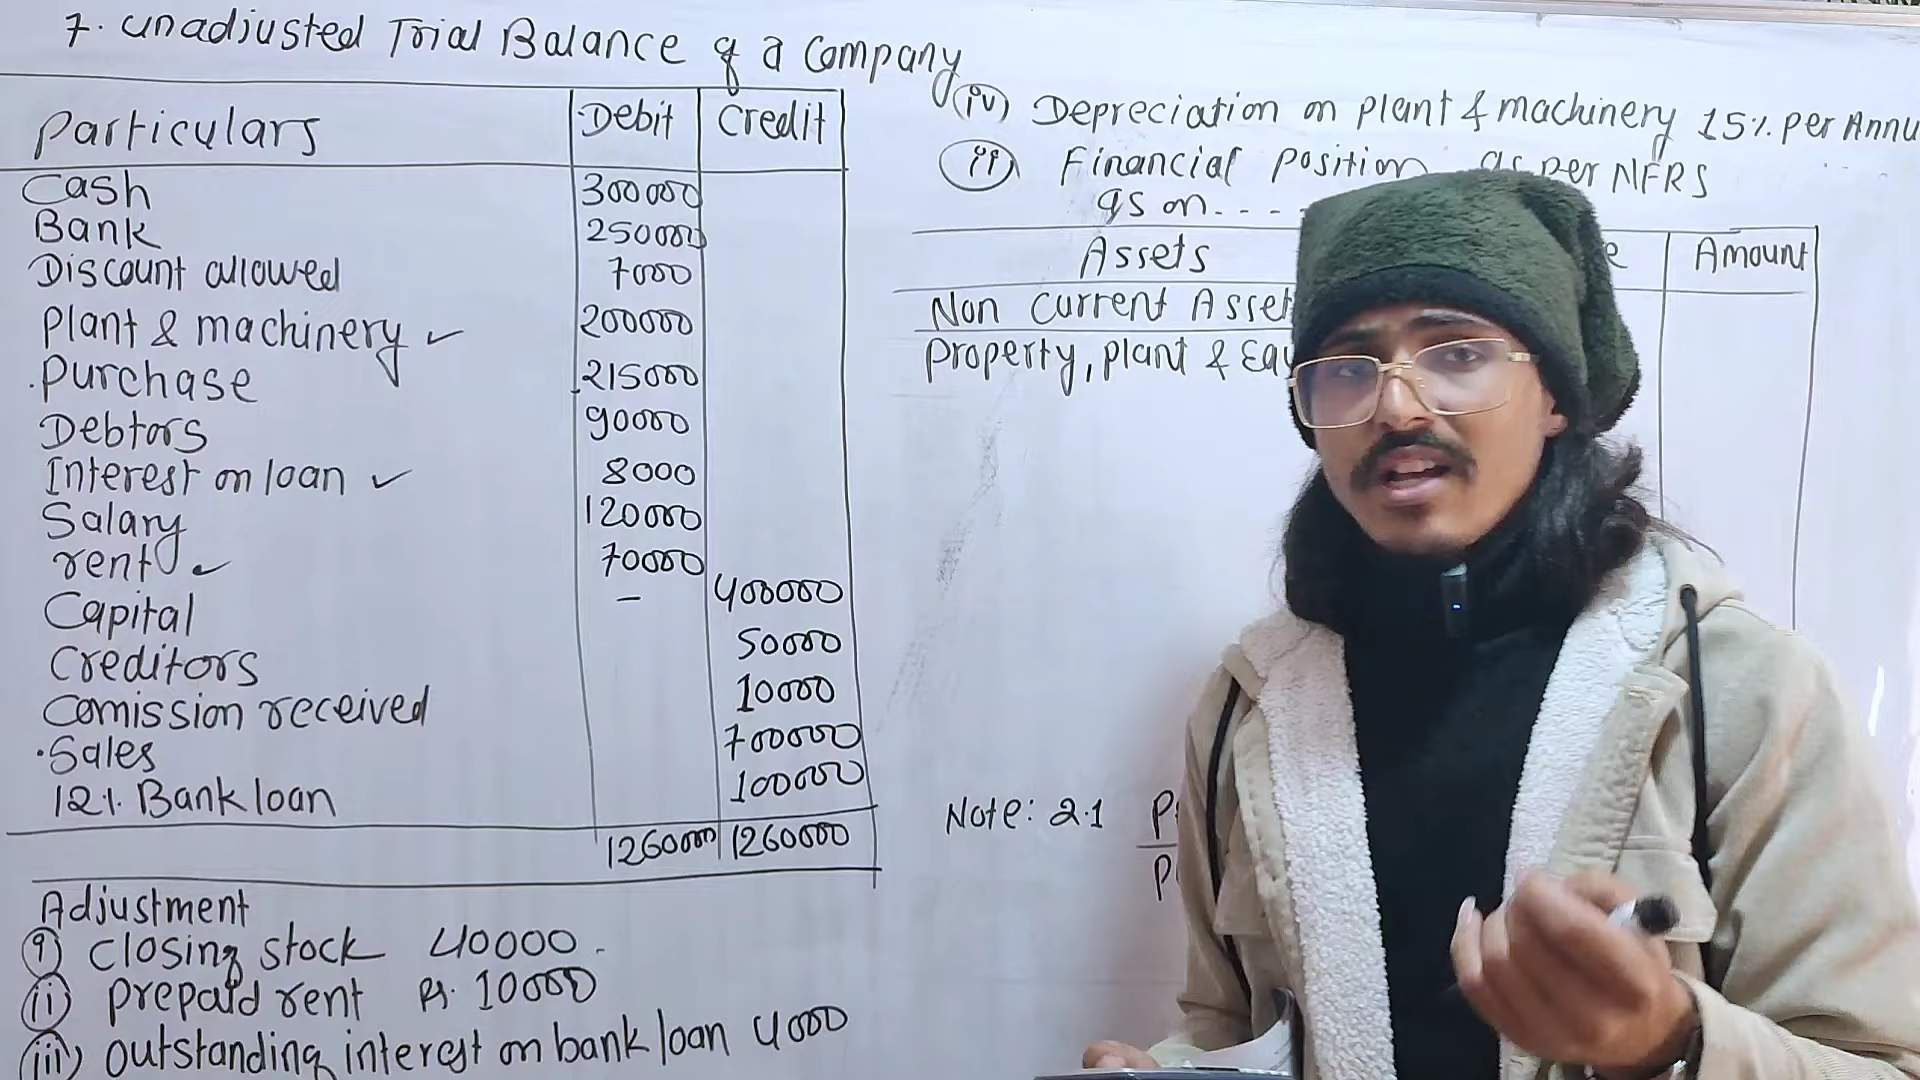 7. Unadjusted Trial Balance of a Company
Particulars Debit Credit
Cash 300000
Bank 250000
Discount allowed 7000
Plant & machinery ✓ 200000
Purchase 215000
Debtors 90000
Interest on loan ✓ 8000
Salary 120000
rent ✓ 70000
Capital – 400000
Creditors 50000
Comission received 10000
Sales 700000
12%. Bank loan 100000
1260000 1260000
Adjustment
i) Closing stock 40000
ii) prepaid rent Rs. 10000
iii) outstanding interest on bank loan 4000
iv) Depreciation on plant & machinery 15%. per Annu
ii) Financial position as per NFRS
as on....
Assets Amount
Non Current Asset
Property, plant &
Note: 2.1